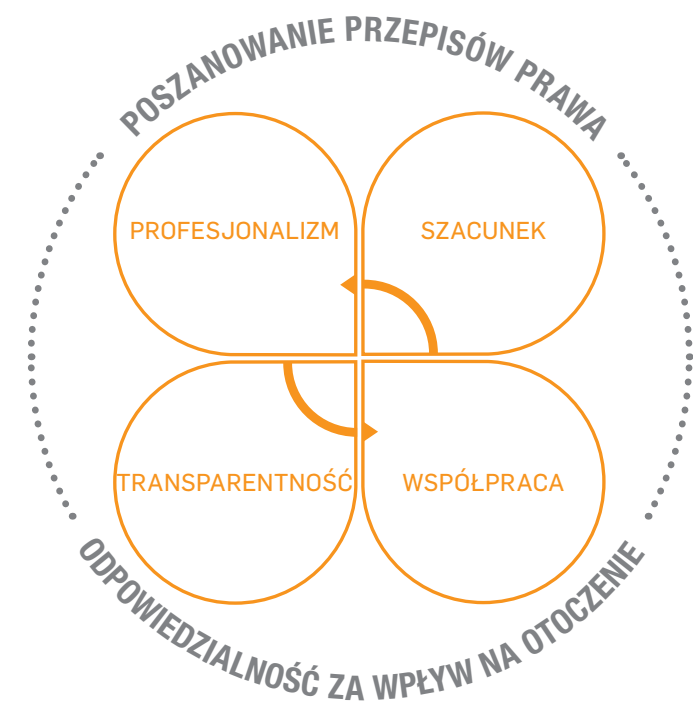 POSZANOWANIE PRZEPISÓW PRAWA
PROFESJONALIZM
SZACUNEK
TRANSPARENTNOŚĆ
WSPÓŁPRACA
ODPOWIEDZIALNOŚĆ ZA WPŁYW NA OTOCZENIE